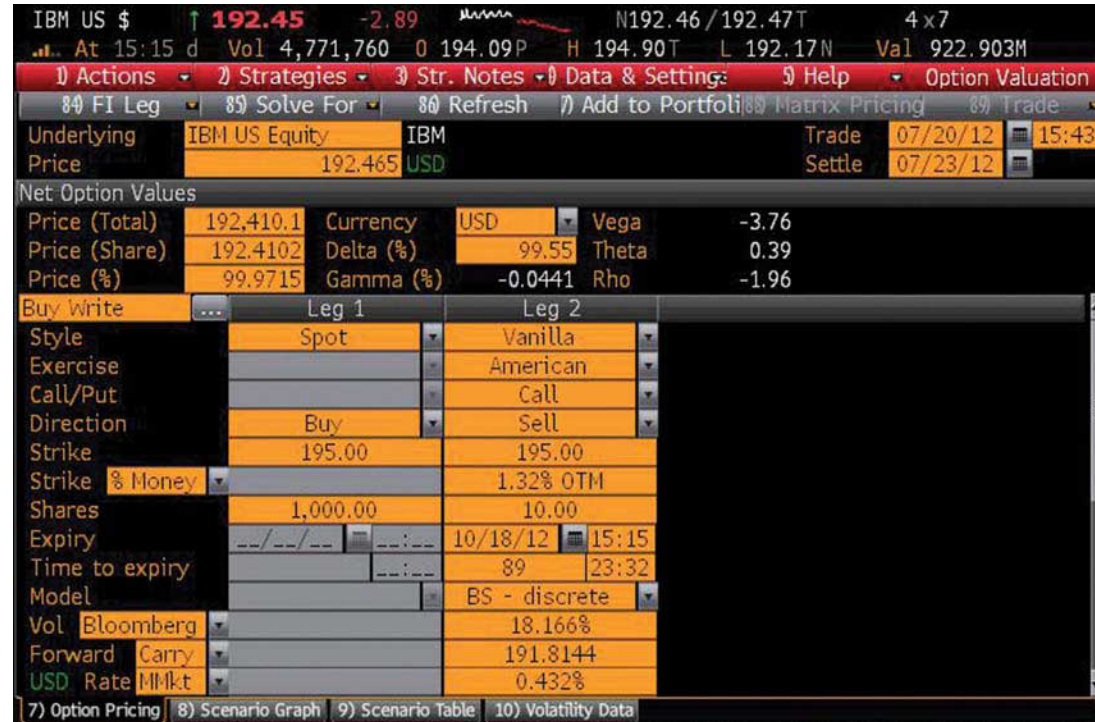 IBM US $ ↑ 192.45 -2.89 N192.46/192.47T 4x7
At 15:15 d Vol 4,771,760 O 194.09P H 194.90T L 192.17N Val 922.903M
1) Actions 2) Strategies 3) Str. Notes Data & Settings 5) Help Option Valuation
84) FI Leg 85) Solve For 86) Refresh 7) Add to Portfoli 88) Matrix Pricing 89) Trade
Underlying IBM US Equity IBM Trade 07/20/12 15:43
Price 192.465 USD Settle 07/23/12
Net Option Values
Price (Total) 192,410.1 Currency USD Vega -3.76
Price (Share) 192.4102 Delta (%) 99.55 Theta 0.39
Price (%) 99.9715 Gamma (%) -0.0441 Rho -1.96
Buy Write ... Leg 1 Leg 2
Style Spot Vanilla
Exercise American
Call/Put Call
Direction Buy Sell
Strike 195.00 195.00
Strike % Money 1.32% OTM
Shares 1,000.00 10.00
Expiry __/__/__ __:__ 10/18/12 15:15
Time to expiry __:__ 89 23:32
Model BS - discrete
Vol Bloomberg 18.166%
Forward Carry 191.8144
USD Rate MMkt 0.432%
7) Option Pricing 8) Scenario Graph 9) Scenario Table 10) Volatility Data